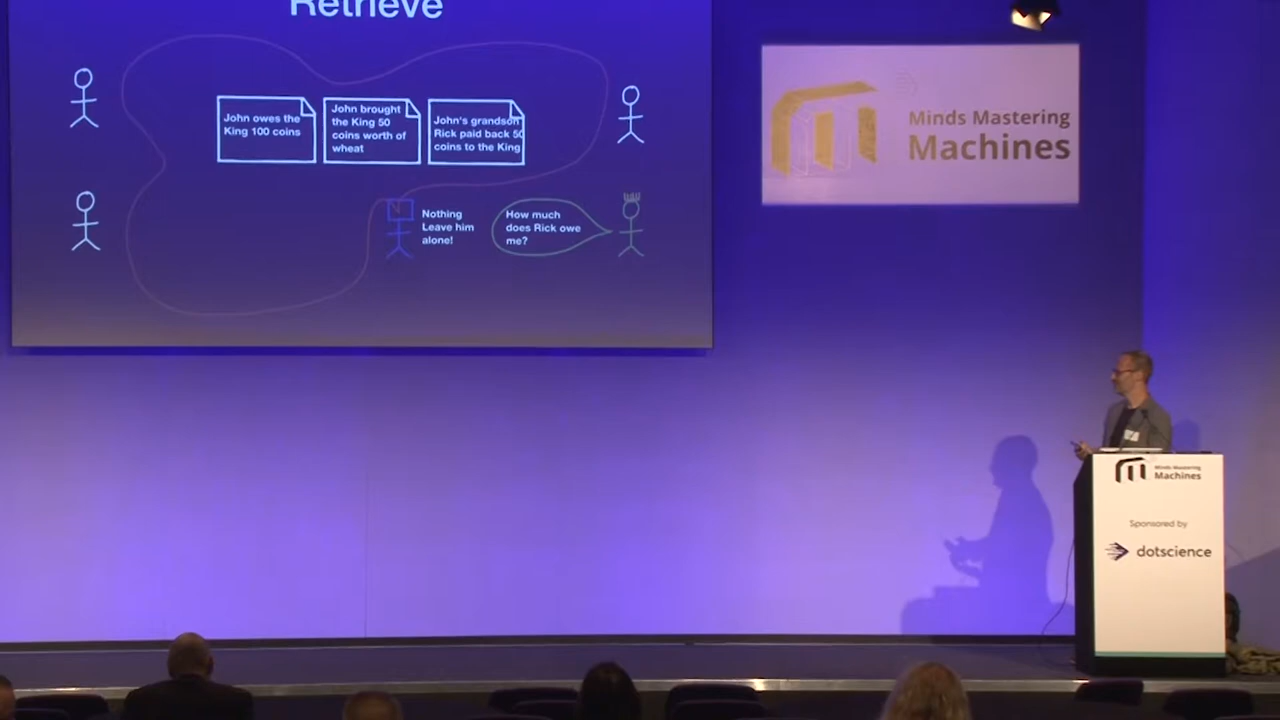 Retrieve
John owes the
King 100 coins
John brought
the King 50
coins worth of
wheat
John's grandson
Rick paid back 50
coins to the King
Nothing
Leave him
alone!
How much
does Rick owe
me?
Minds Mastering
Machines
Minds Mastering
Machines
Sponsored by
dotscience